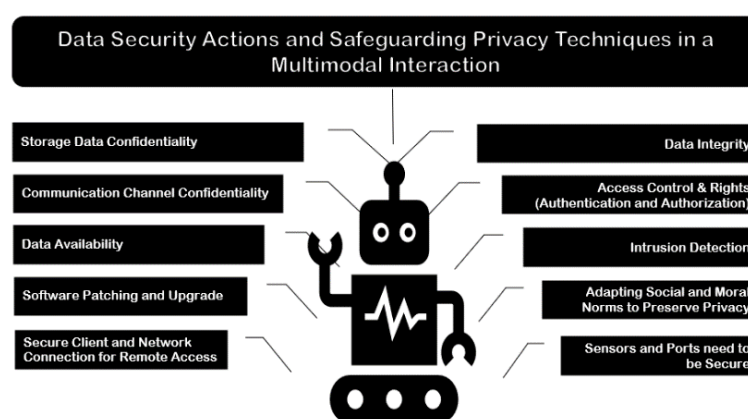 Data Security Actions and Safeguarding Privacy Techniques in a
Multimodal Interaction
Storage Data Confidentiality
Communication Channel Confidentiality
Data Availability
Software Patching and Upgrade
Secure Client and Network
Connection for Remote Access
Data Integrity
Access Control & Rights
(Authentication and Authorization)
Intrusion Detection
Adapting Social and Moral
Norms to Preserve Privacy
Sensors and Ports need to
be Secure